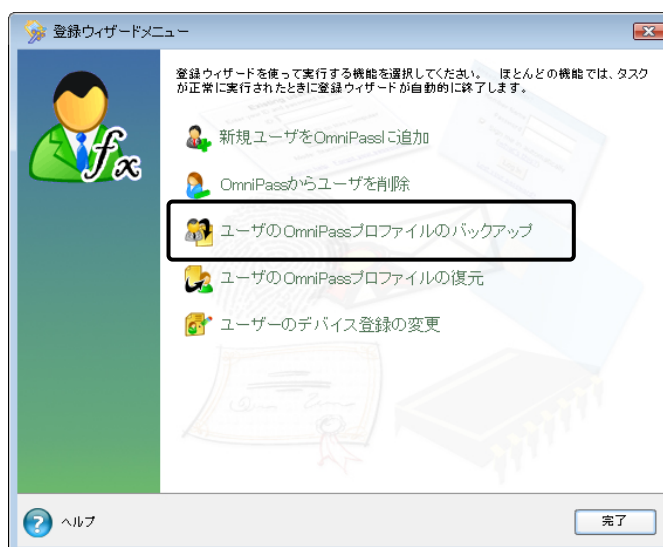 登録ウィザードメニュー
登録ウィザードを使って実行する機能を選択してください。 ほとんどの機能では、タスク
が正常に実行されたときに登録ウィザードが自動的に終了します。
新規ユーザをOmniPassに追加
OmniPassからユーザを削除
ユーザのOmniPassプロファイルのバックアップ
ユーザのOmniPassプロファイルの復元
ユーザーのデバイス登録の変更
fx
ヘルプ
完了